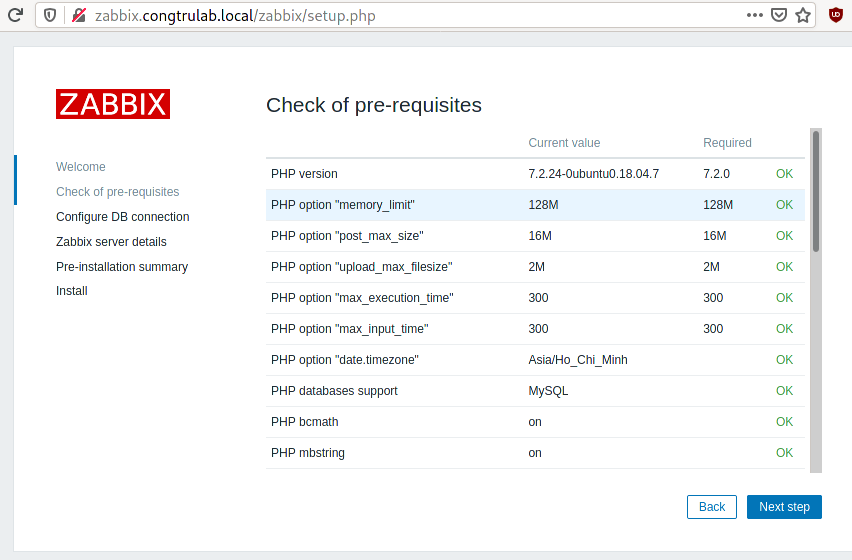 zabbix.congtrulab.local/zabbix/setup.php
ZABBIX
Welcome
Check of pre-requisites
Configure DB connection
Zabbix server details
Pre-installation summary
Install
Check of pre-requisites
Current value Required
PHP version 7.2.24-0ubuntu0.18.04.7 7.2.0 OK
PHP option "memory_limit" 128M 128M OK
PHP option "post_max_size" 16M 16M OK
PHP option "upload_max_filesize" 2M 2M OK
PHP option "max_execution_time" 300 300 OK
PHP option "max_input_time" 300 300 OK
PHP option "date.timezone" Asia/Ho_Chi_Minh OK
PHP databases support MySQL OK
PHP bcmath on OK
PHP mbstring on OK
Back Next step